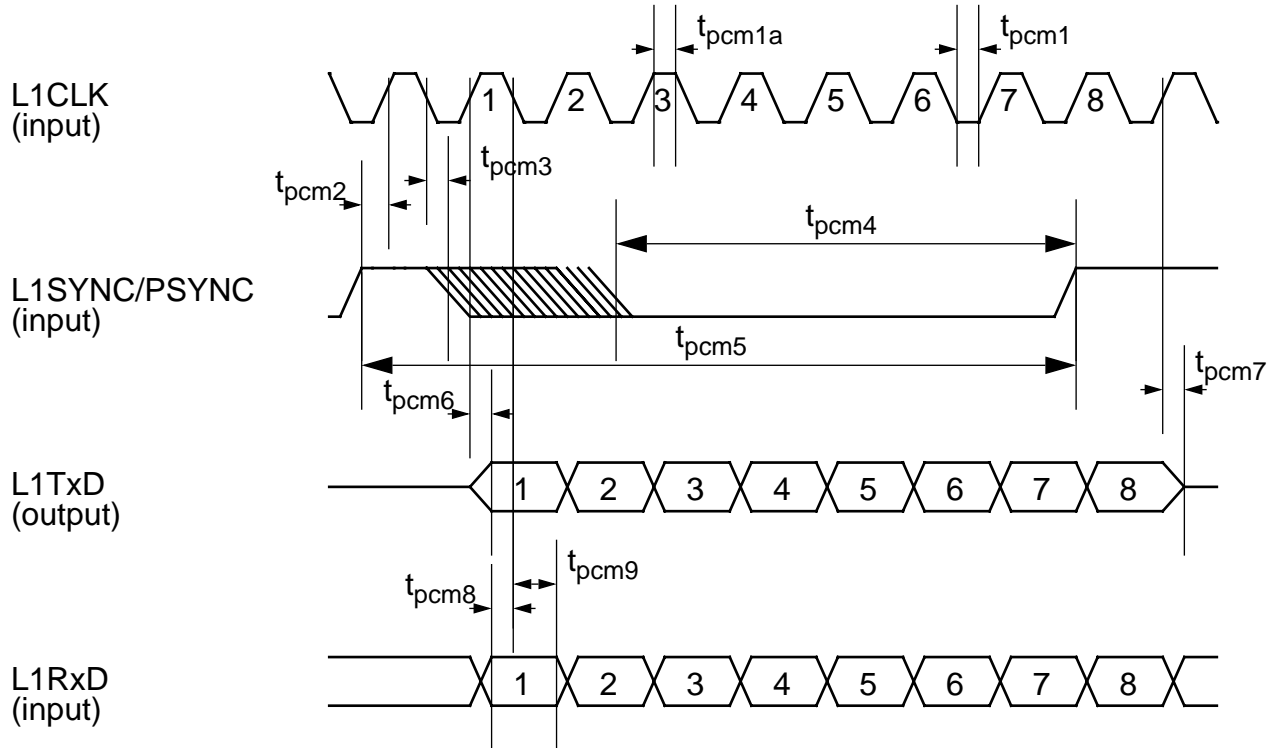 tpcm1a
tpcm1
L1CLK
(input)
1 2 3 4 5 6 7 8
tpcm3
tpcm2
tpcm4
L1SYNC/PSYNC
(input)
tpcm5
tpcm7
tpcm6
L1TxD
(output)
1 2 3 4 5 6 7 8
tpcm9
tpcm8
L1RxD
(input)
1 2 3 4 5 6 7 8